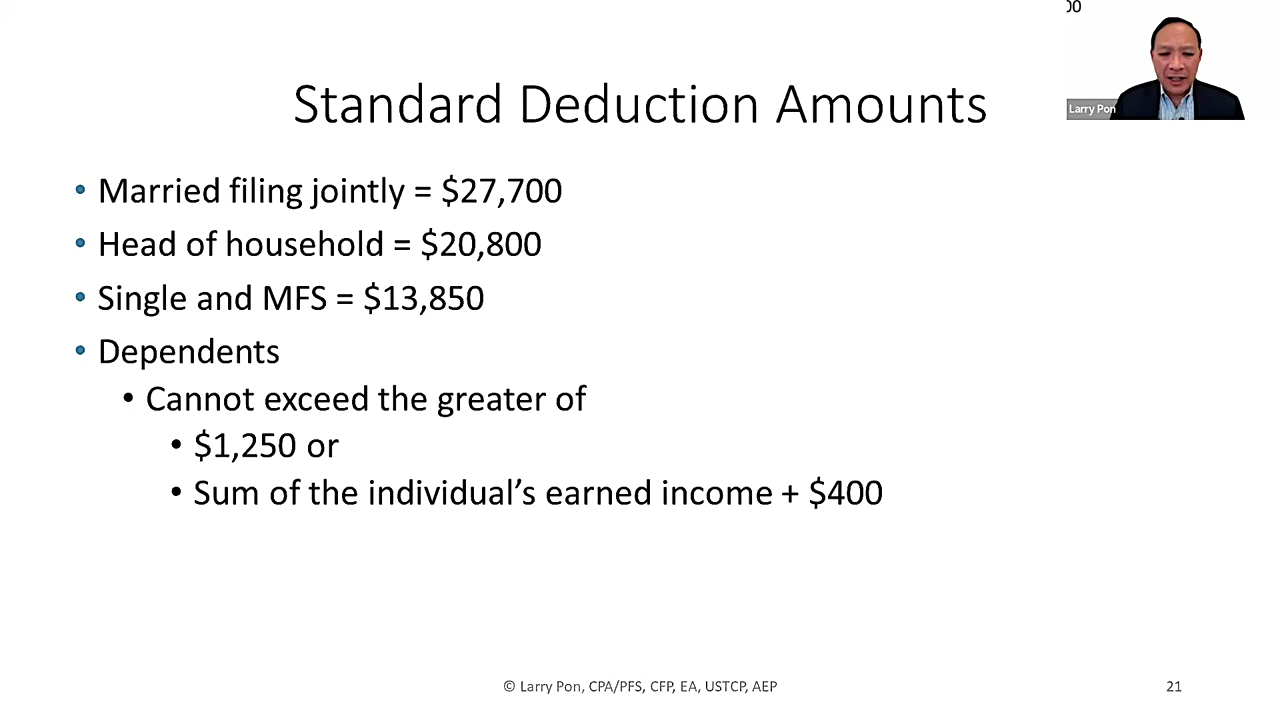 Standard Deduction Amounts
Larry Pon
• Married filing jointly = $27,700
• Head of household = $20,800
• Single and MFS = $13,850
• Dependents
• Cannot exceed the greater of
• $1,250 or
• Sum of the individual’s earned income + $400
© Larry Pon, CPA/PFS, CFP, EA, USTCP, AEP
21